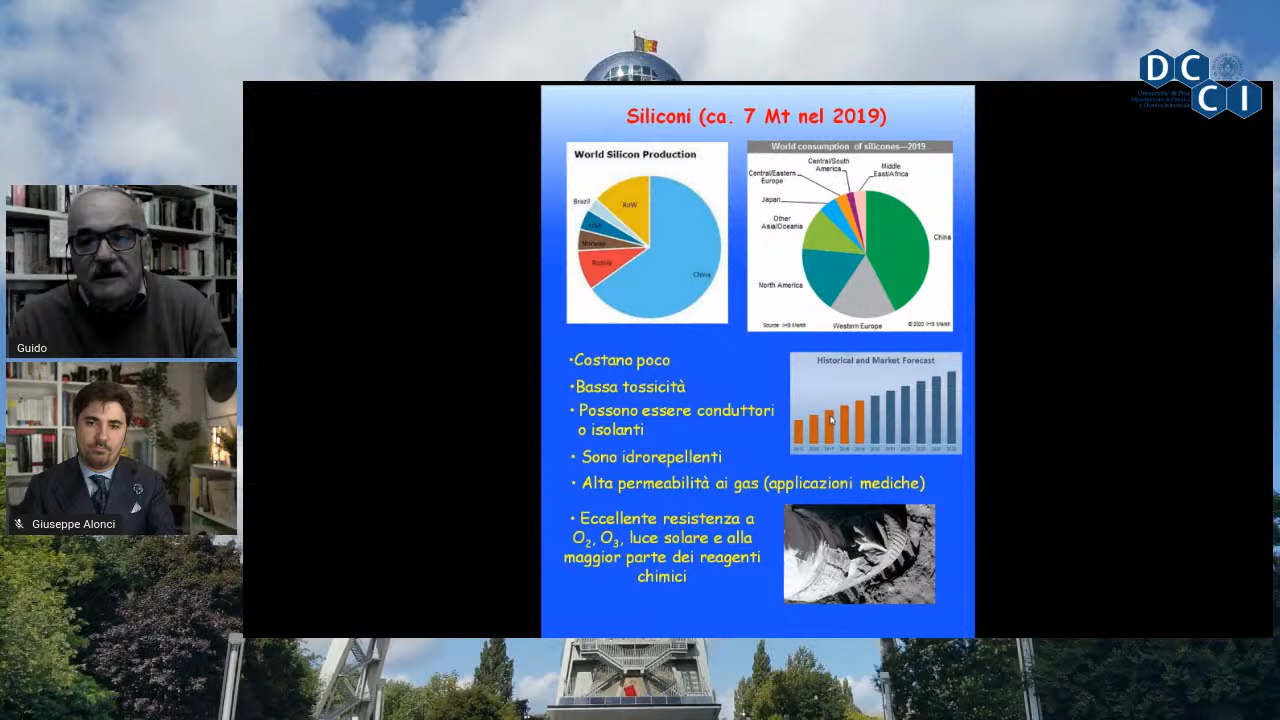 DC
CI
Siliconi (ca. 7 Mt nel 2019)
World Silicon Production
Brazil
RoW
USA
Norway
Russia
China
World consumption of silicones—2019
Central/South
America
Middle
East/Africa
Central/Eastern
Europe
Japan
Other
Asia/Oceania
China
North America
Western Europe
Source: IHS Markit
© 2020 IHS Markit
•Costano poco
•Bassa tossicità
• Possono essere conduttori
o isolanti
• Sono idrorepellenti
• Alta permeabilità ai gas (applicazioni mediche)
• Eccellente resistenza a
O2, O3, luce solare e alla
maggior parte dei reagenti
chimici
Historical and Market Forecast
Guido
Giuseppe Alonci